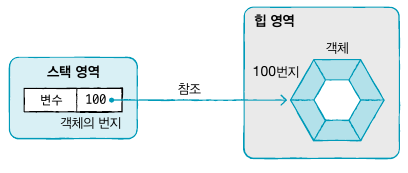 스택 영역
변수 100
객체의 번지
참조
힙 영역
객체
100번지